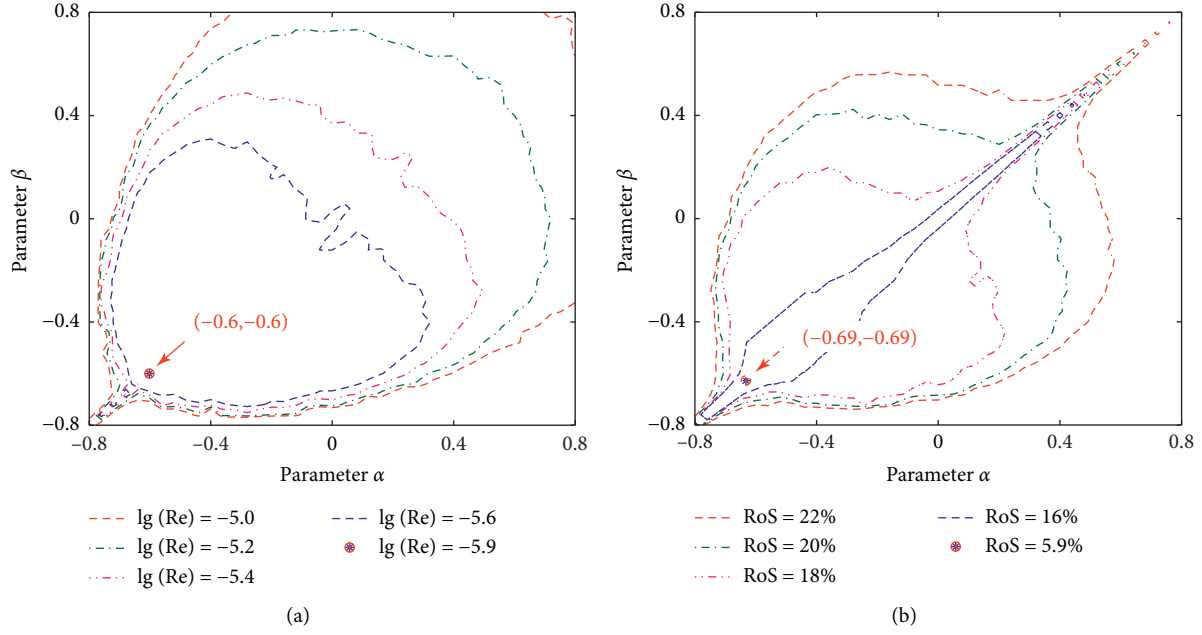 0.8
0.4
0
−0.4
−0.8
Parameter β
(−0.6,−0.6)
−0.8
−0.4
0
0.4
0.8
Parameter α
lg (Re) = −5.0
lg (Re) = −5.2
lg (Re) = −5.4
lg (Re) = −5.6
lg (Re) = −5.9
(a)
0.8
0.4
0
−0.4
−0.8
Parameter β
(−0.69,−0.69)
−0.8
−0.4
0
0.4
0.8
Parameter α
RoS = 22%
RoS = 20%
RoS = 18%
RoS = 16%
RoS = 5.9%
(b)